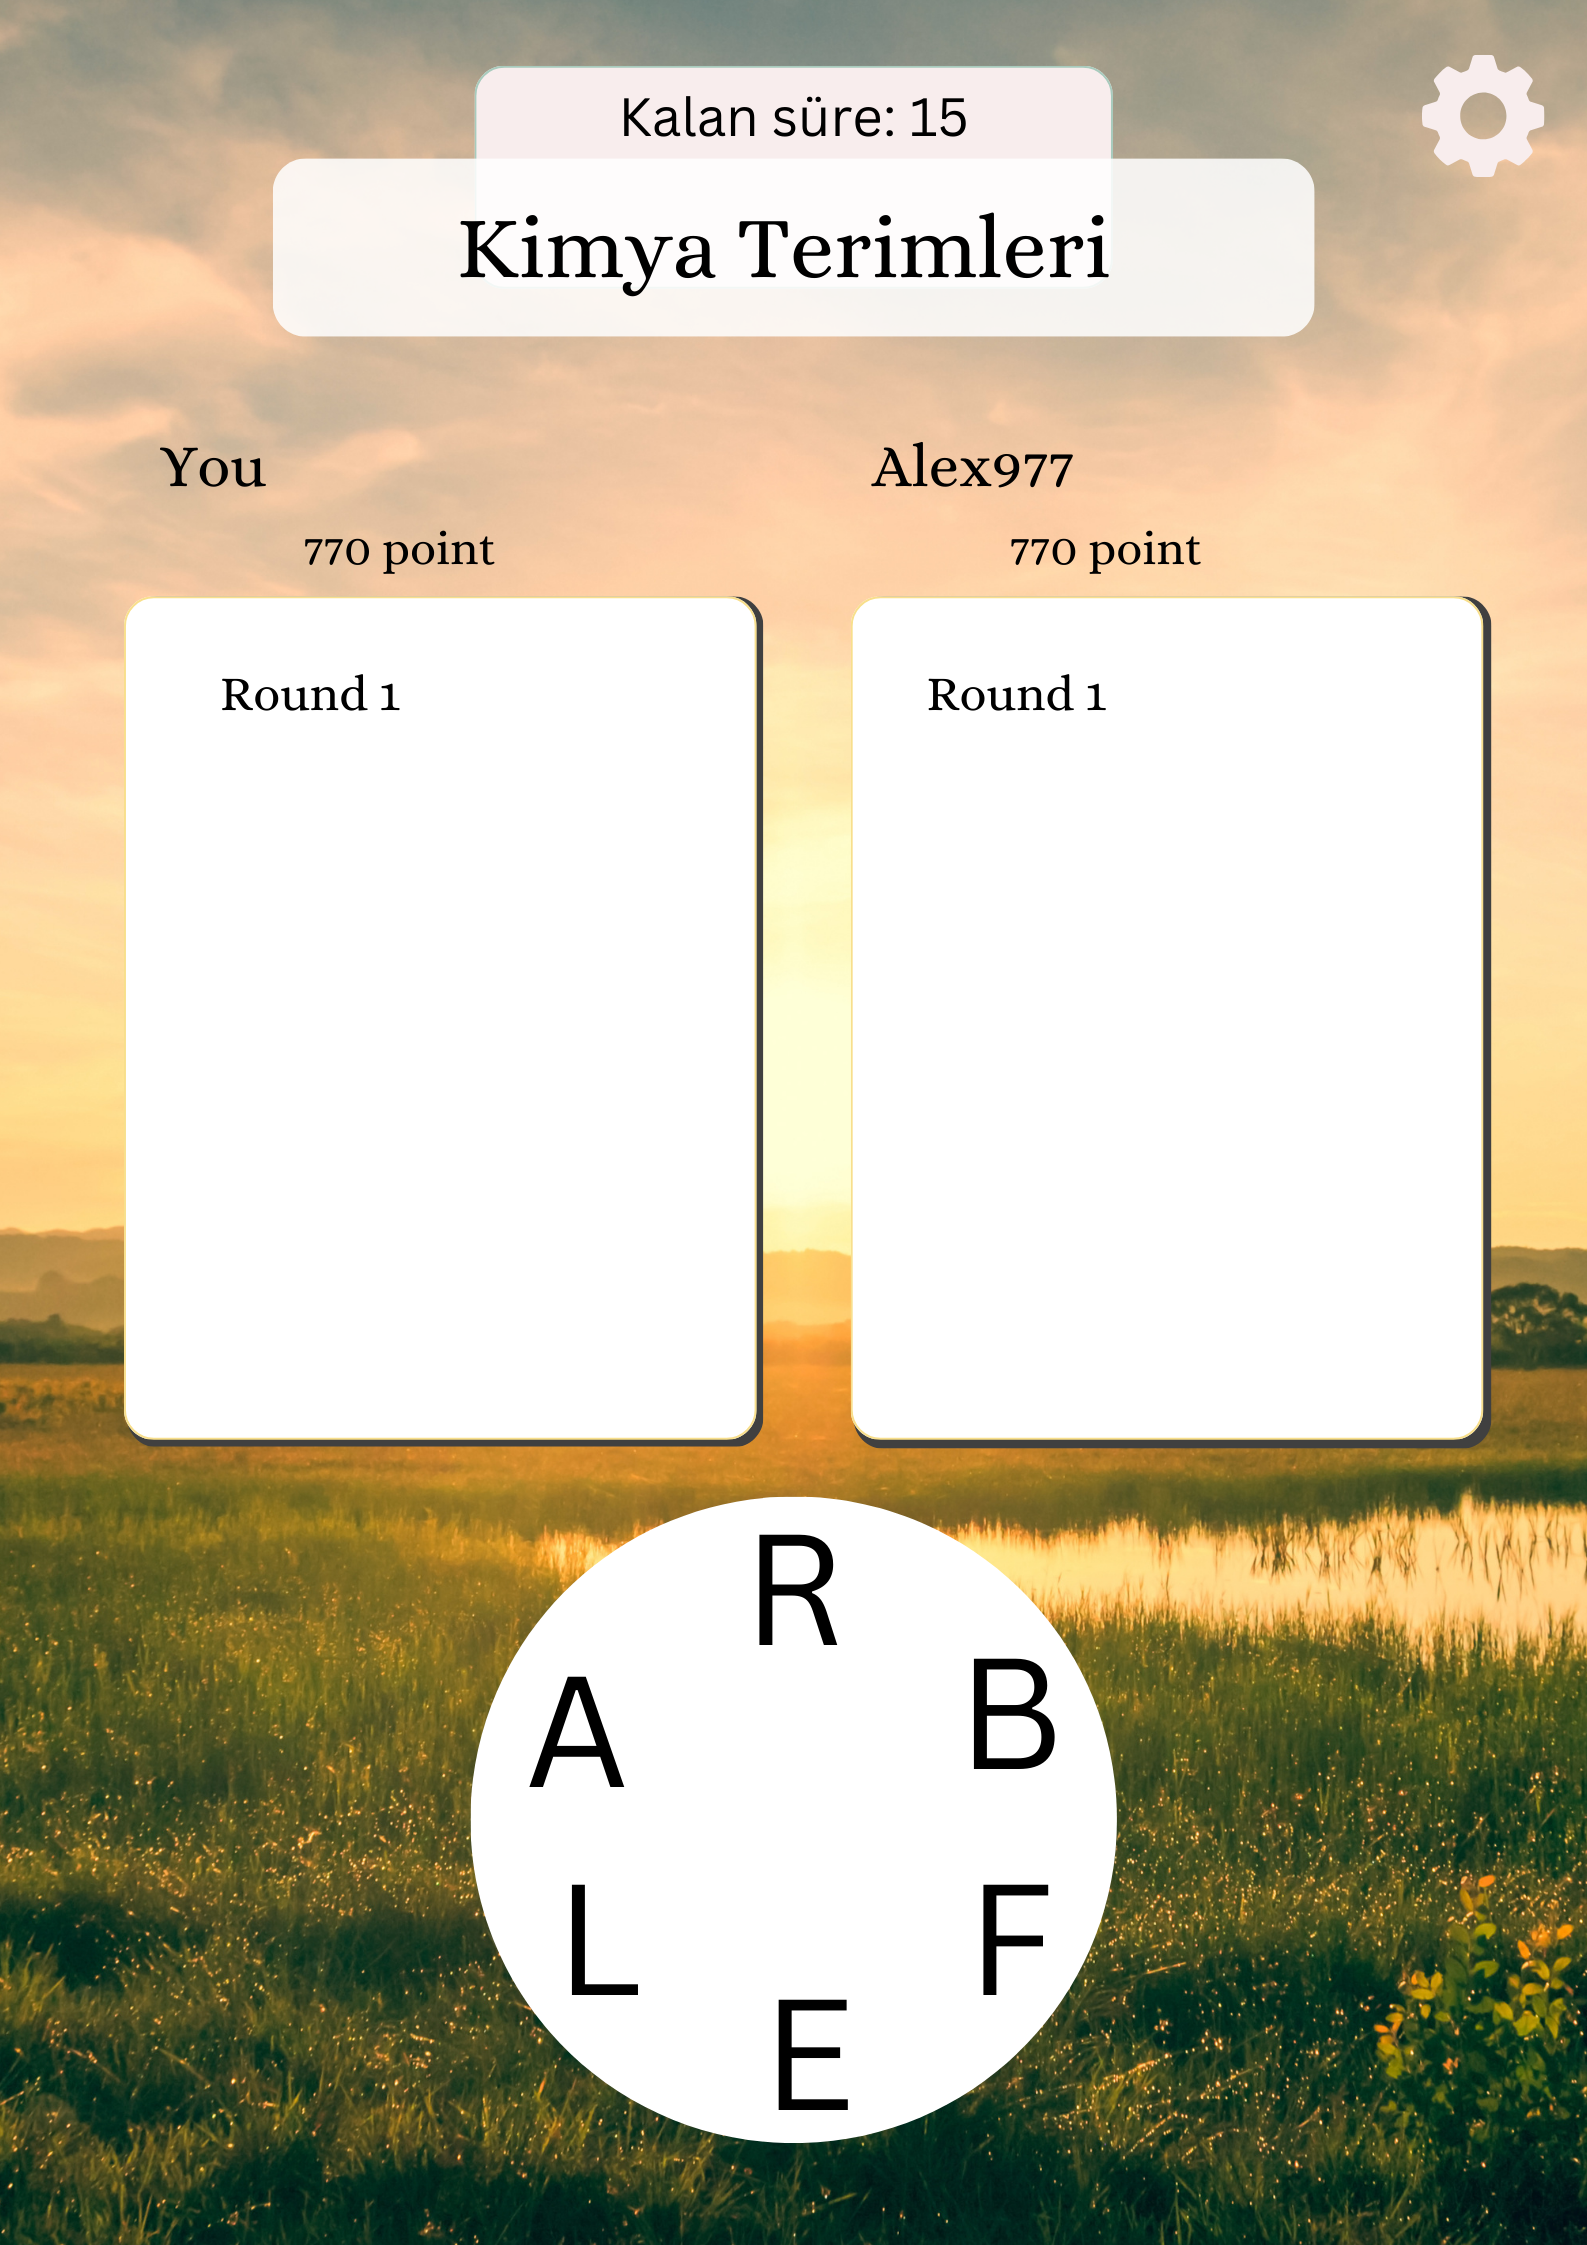 Kalan süre: 15
Kimya Terimleri
You
770 point
Round 1
Alex977
770 point
Round 1
R
A
B
L
F
E